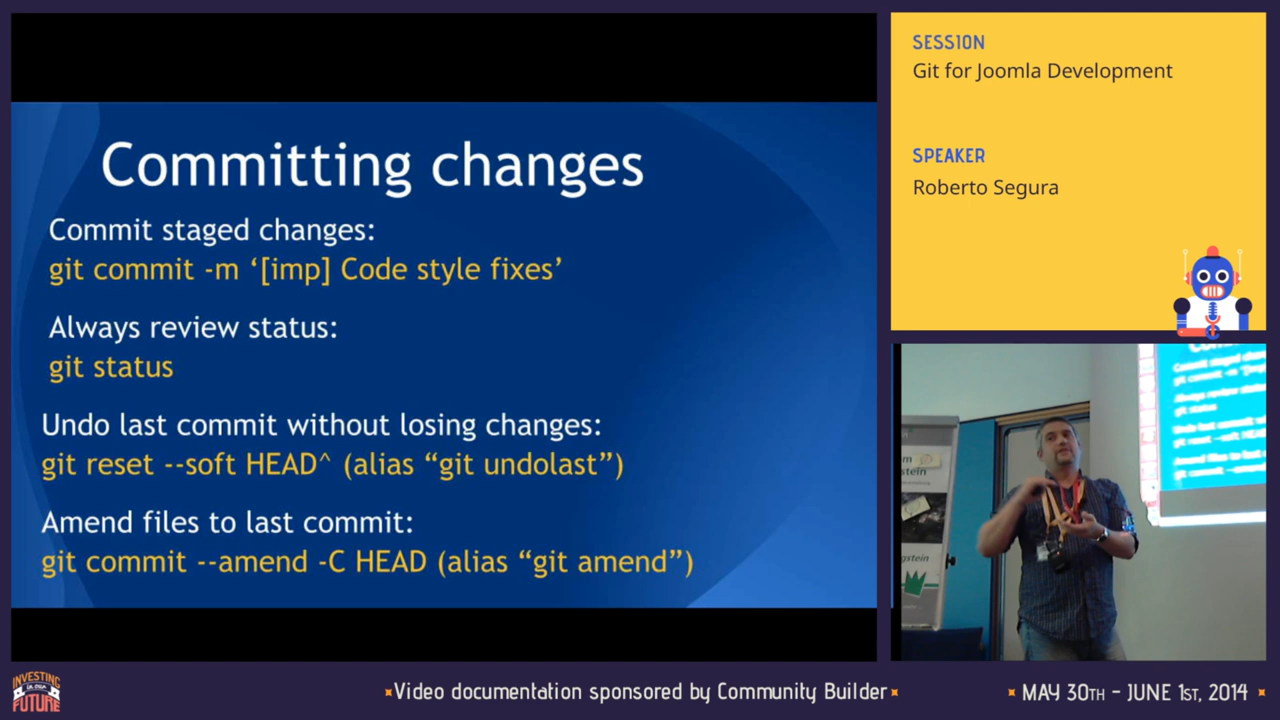 Committing changes
Commit staged changes:
git commit -m ‘[imp] Code style fixes’
Always review status:
git status
Undo last commit without losing changes:
git reset --soft HEAD^ (alias “git undolast”)
Amend files to last commit:
git commit --amend -C HEAD (alias “git amend”)
SESSION
Git for Joomla Development
SPEAKER
Roberto Segura
INVESTING
IN OUR
FUTURE
Video documentation sponsored by Community Builder
MAY 30TH - JUNE 1ST, 2014